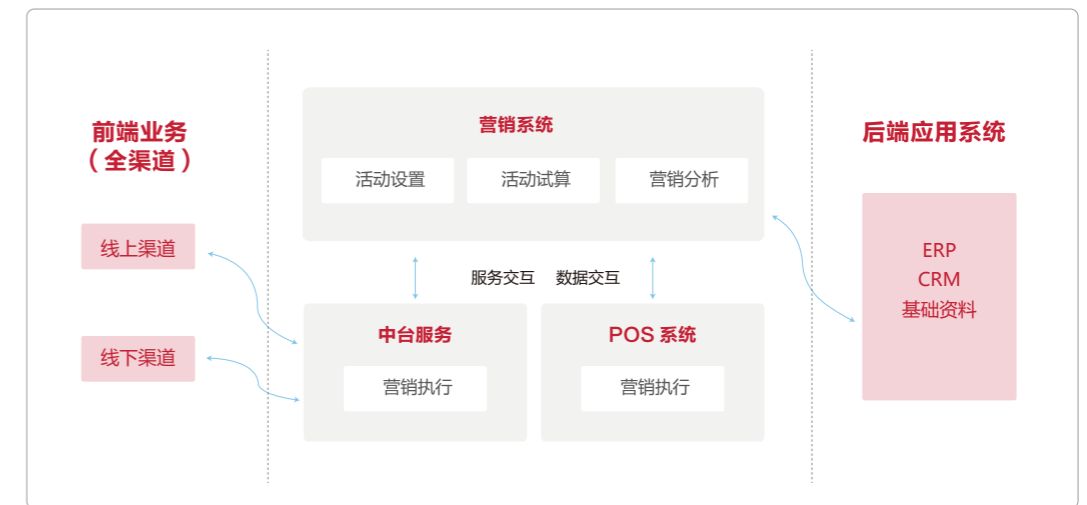 前端业务
（全渠道）
线上渠道
线下渠道
营销系统
活动设置
活动试算
营销分析
服务交互 数据交互
中台服务
营销执行
POS 系统
营销执行
后端应用系统
ERP
CRM
基础资料